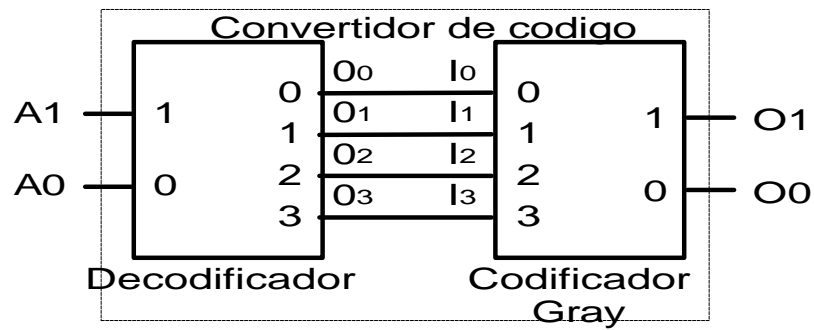 Convertidor de codigo
O0 I0
0 0
A1 1 O1 I1 1 O1
1 1
O2 I2
A0 0 2 2 0 O0
O3 I3
3 3
Decodificador Codificador
Gray